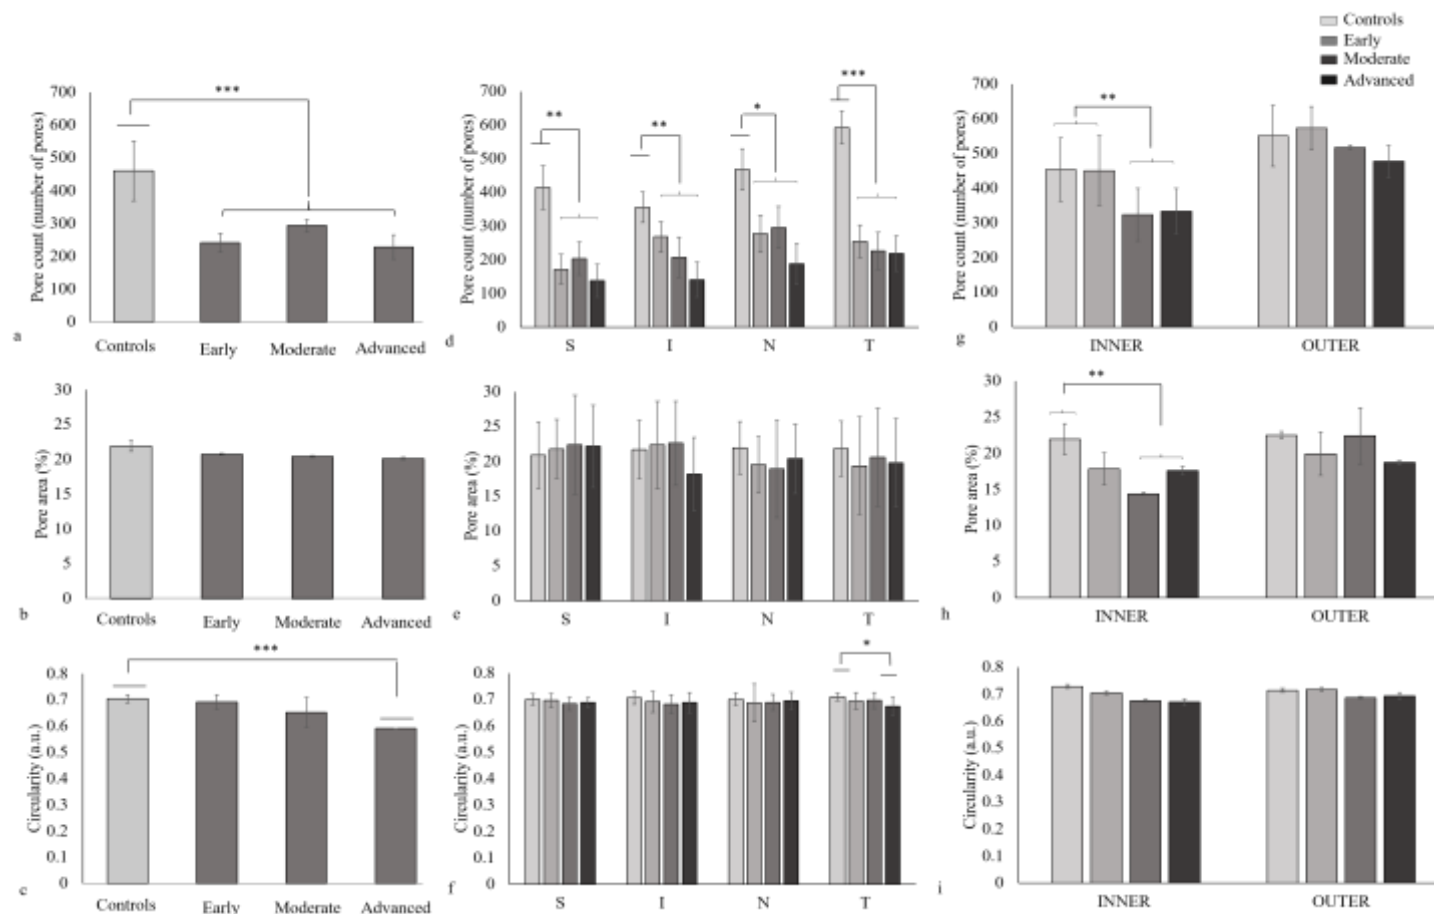 Controls
Early
Moderate
Advanced
Pore count (number of pores)
700
600
500
400
300
200
100
0
***
Controls Early Moderate Advanced
a
Pore count (number of pores)
700
600
500
400
300
200
100
0
** ** * ***
S I N T
d
Pore count (number of pores)
700
600
500
400
300
200
100
0
**
INNER OUTER
g
Pore area (%)
30
25
20
15
10
5
0
Controls Early Moderate Advanced
b
Pore area (%)
30
25
20
15
10
5
0
S I N T
e
Pore area (%)
30
25
20
15
10
5
0
**
INNER OUTER
h
Circularity (a.u.)
0.8
0.7
0.6
0.5
0.4
0.3
0.2
0.1
0
***
Controls Early Moderate Advanced
c
Circularity (a.u.)
0.8
0.7
0.6
0.5
0.4
0.3
0.2
0.1
0
*
S I N T
f
Circularity (a.u.)
0.8
0.7
0.6
0.5
0.4
0.3
0.2
0.1
0
INNER OUTER
i